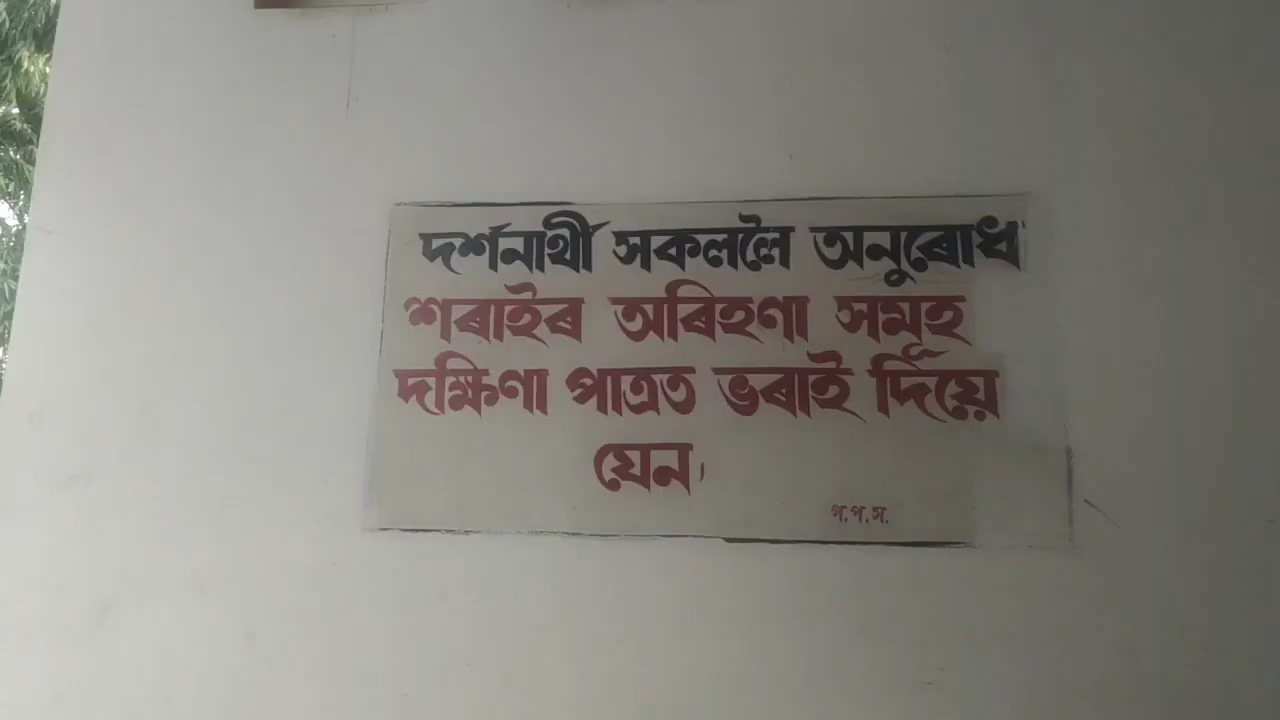 দৰ্শনাৰ্থী সকললৈ অনুৰোধ
শৰাইৰ অৰিহণা সমূহ
দক্ষিণা পাত্ৰত ভৰাই দিয়ে
যেন।
গ.প.স.